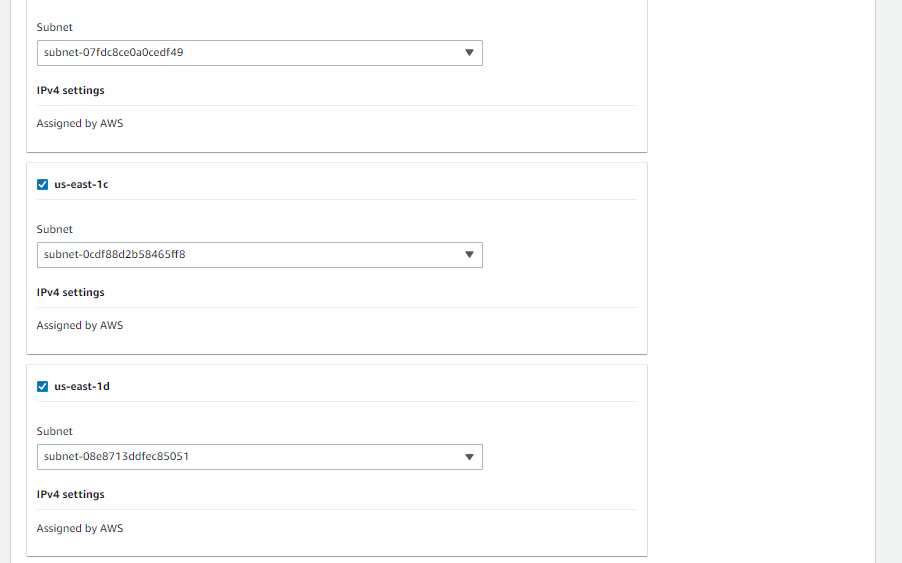 Subnet
subnet-07fdc8ce0a0cedf49
IPv4 settings
Assigned by AWS
us-east-1c
Subnet
subnet-0cdf88d2b58465ff8
IPv4 settings
Assigned by AWS
us-east-1d
Subnet
subnet-08e8713ddfec85051
IPv4 settings
Assigned by AWS